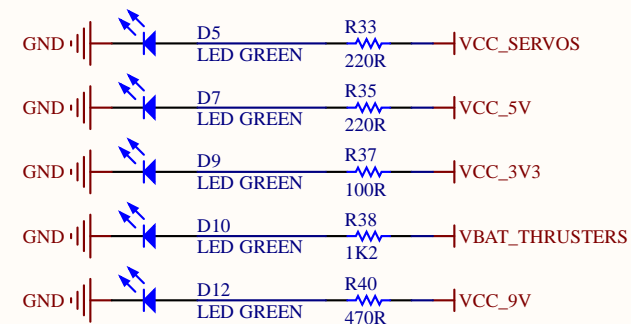 GND D5 LED GREEN R33 220R VCC_SERVOS
GND D7 LED GREEN R35 220R VCC_5V
GND D9 LED GREEN R37 100R VCC_3V3
GND D10 LED GREEN R38 1K2 VBAT_THRUSTERS
GND D12 LED GREEN R40 470R VCC_9V